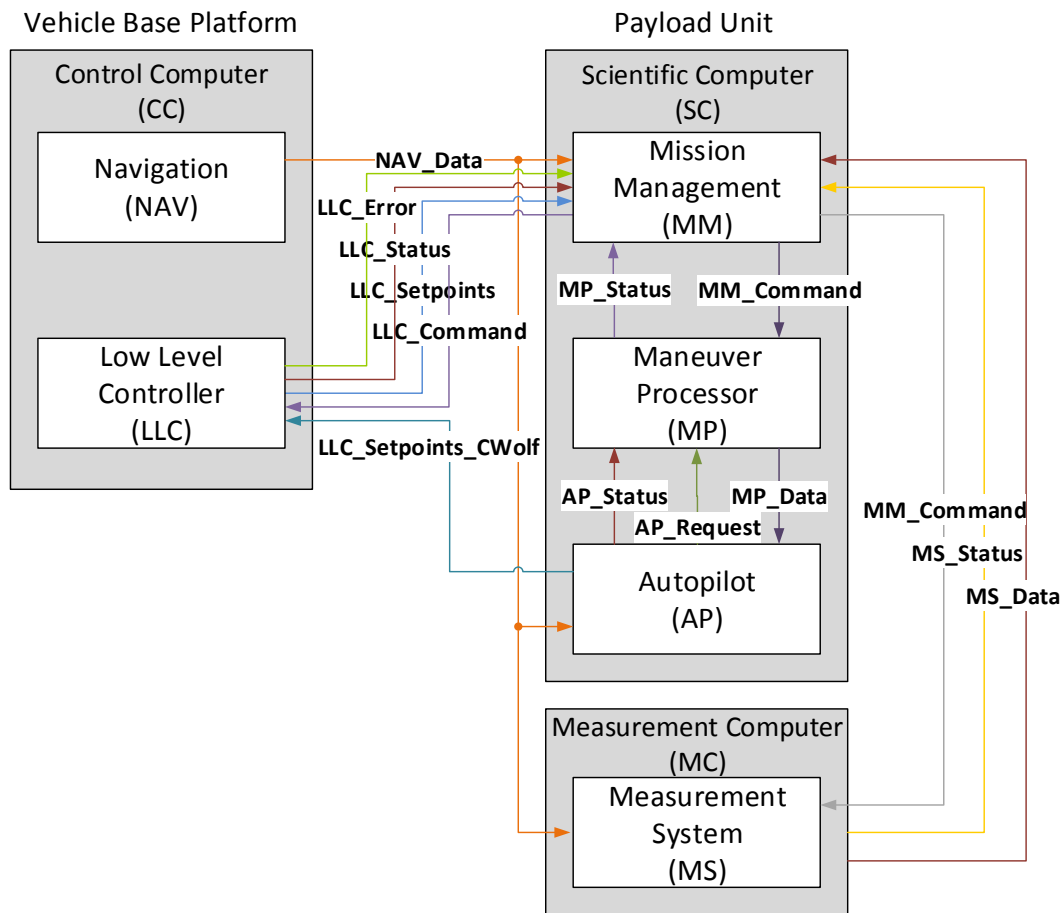 Vehicle Base Platform
Payload Unit
Control Computer
(CC)
Navigation
(NAV)
Low Level
Controller
(LLC)
NAV_Data
LLC_Error
LLC_Status
LLC_Setpoints
LLC_Command
LLC_Setpoints_CWolf
Scientific Computer
(SC)
Mission
Management
(MM)
MP_Status
MM_Command
Maneuver
Processor
(MP)
AP_Status
MP_Data
AP_Request
Autopilot
(AP)
MM_Command
MS_Status
MS_Data
Measurement Computer
(MC)
Measurement
System
(MS)